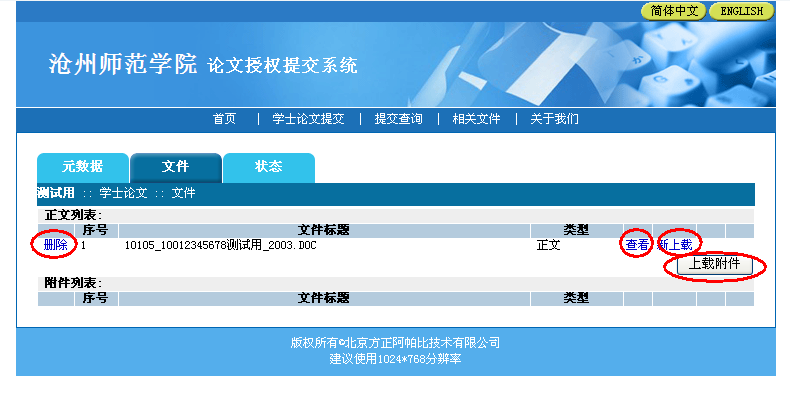 简体中文 ENGLISH
沧州师范学院 论文授权提交系统
首页 | 学士论文提交 | 提交查询 | 相关文件 | 关于我们
元数据 文件 状态
测试用 :: 学士论文 :: 文件
正文列表:
序号 文件标题 类型
删除 1 10105_10012345678测试用_2003.DOC 正文 查看 新上载
上载附件
附件列表:
序号 文件标题 类型
版权所有©北京方正阿帕比技术有限公司
建议使用1024*768分辨率